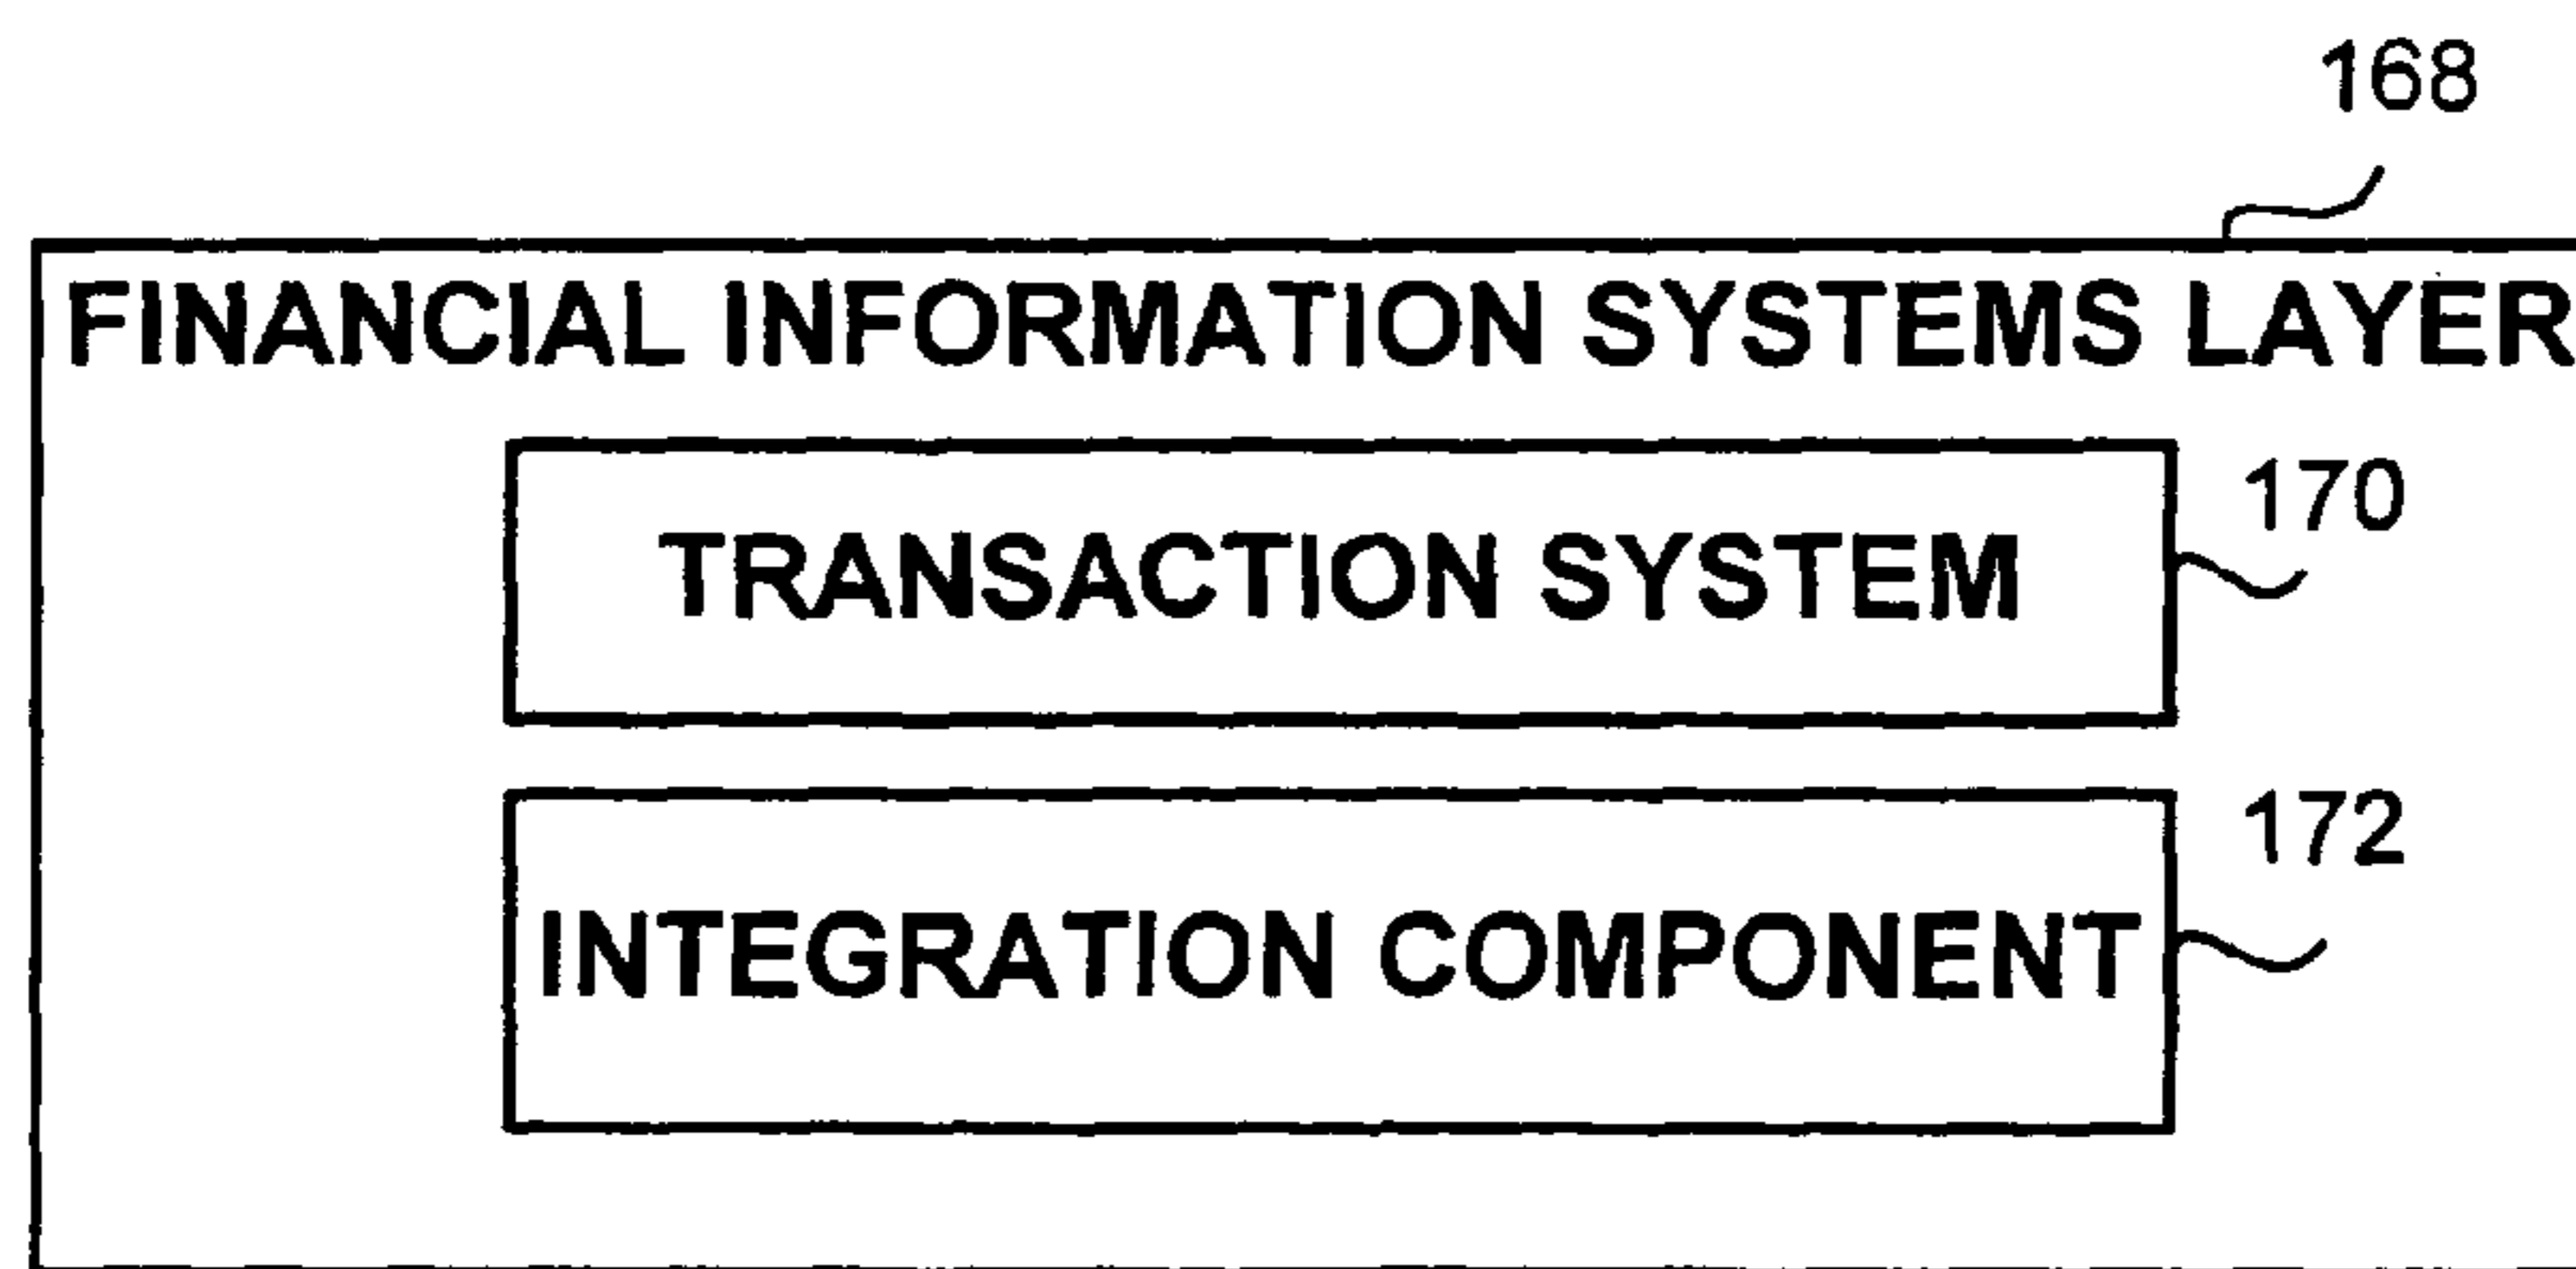 168
FINANCIAL INFORMATION SYSTEMS LAYER
170
TRANSACTION SYSTEM
172
INTEGRATION COMPONENT